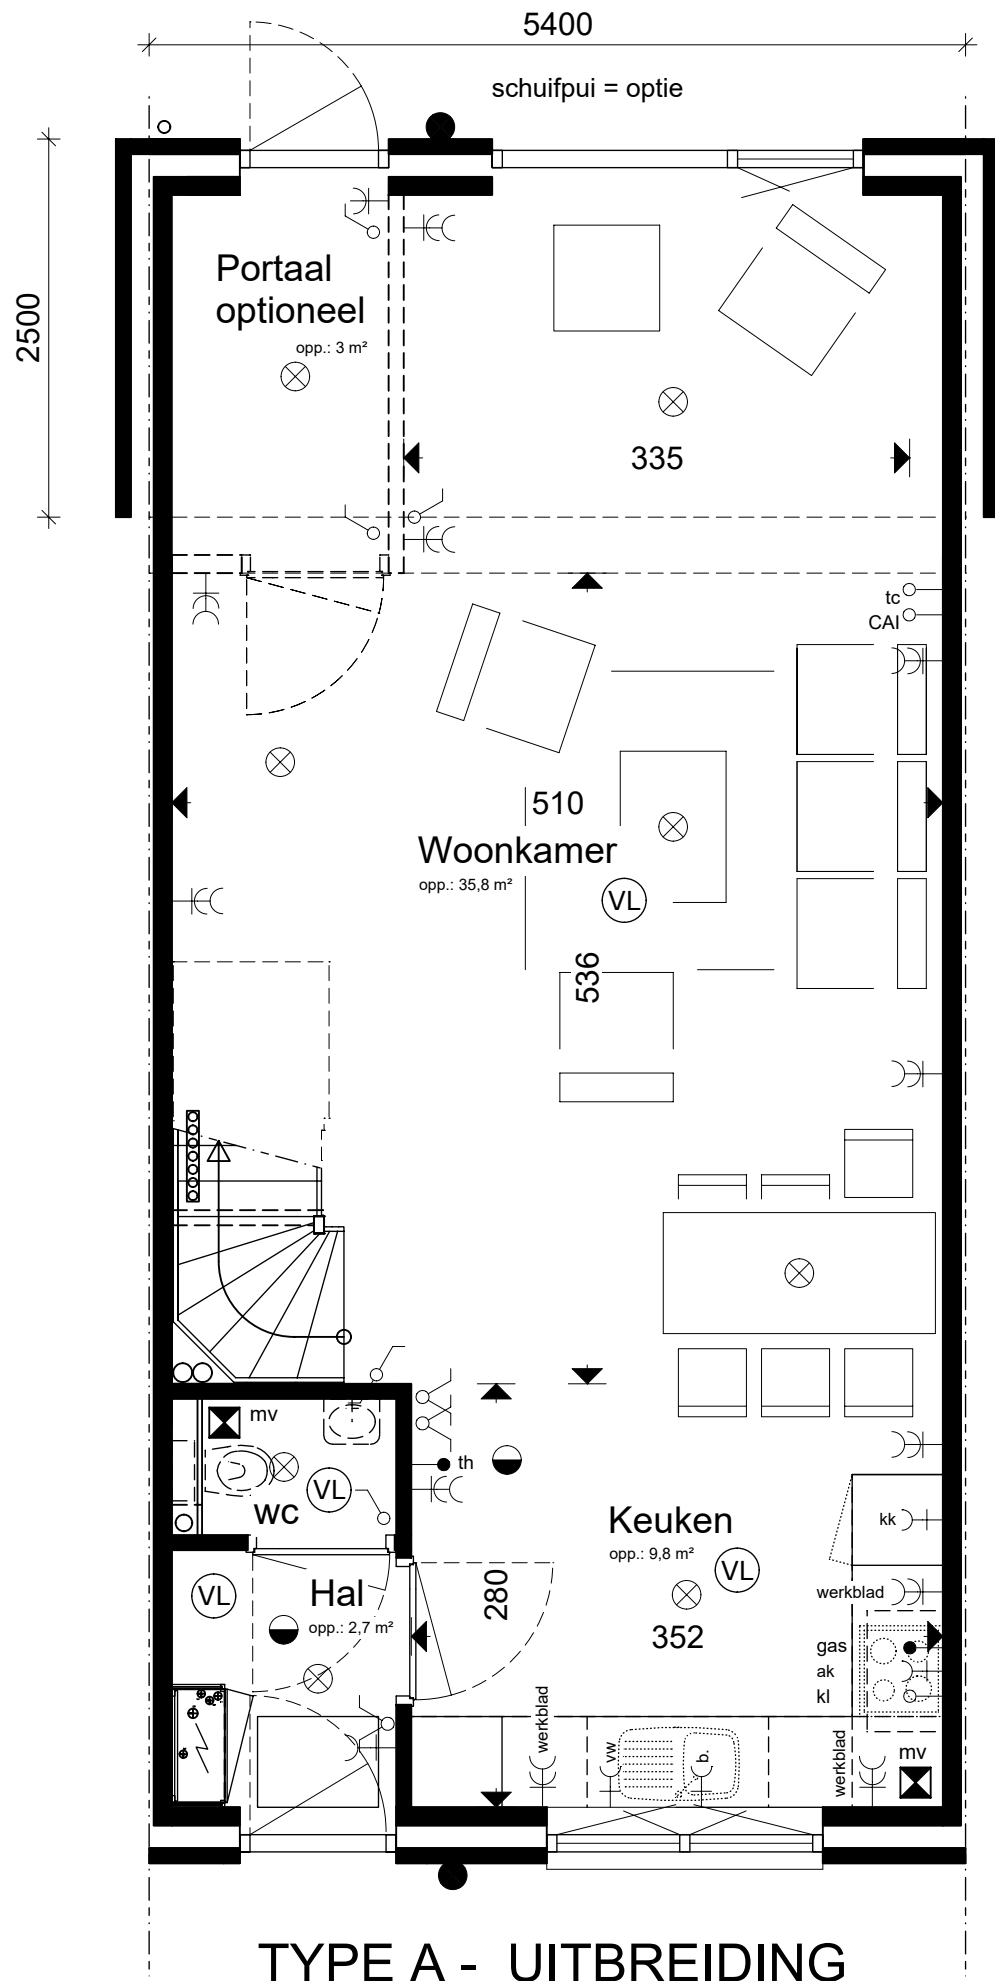 5400
schuifpui = optie
2500
Portaal
optioneel
opp.: 3 m²
335
tc
CAI
510
Woonkamer
opp.: 35,8 m²
VL
536
mv
VL
WC
th
Keuken
opp.: 9,8 m²
VL
kk
VL
Hal
opp.: 2,7 m²
280
352
werkblad
gas
ak
kl
werkblad
vw
b.
werkblad
mv
TYPE A - UITBREIDING